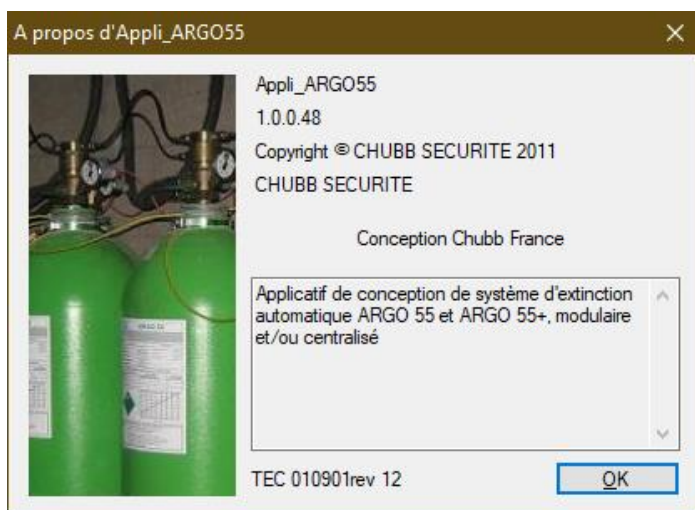 A propos d'Appli_ARGO55
Appli_ARGO55
1.0.0.48
Copyright © CHUBB SECURITE 2011
CHUBB SECURITE
Conception Chubb France
Applicatif de conception de système d'extinction
automatique ARGO 55 et ARGO 55+, modulaire
et/ou centralisé
TEC 010901rev 12
OK